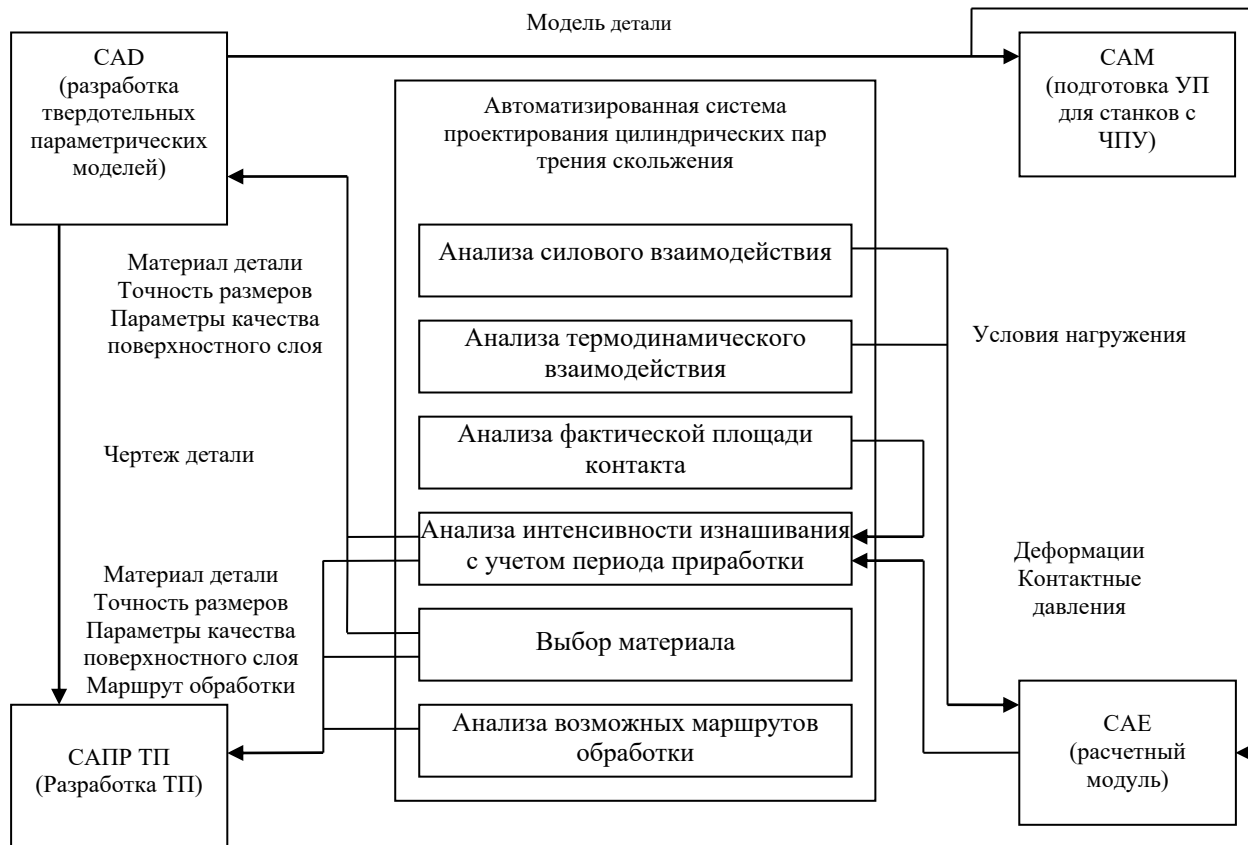 Модель детали
CAD
(разработка
твердотельных
параметрических
моделей)
Автоматизированная система
проектирования цилиндрических пар
трения скольжения
CAM
(подготовка УП
для станков с
ЧПУ)
Анализа силового взаимодействия
Материал детали
Точность размеров
Параметры качества
поверхностного слоя
Анализа термодинамического
взаимодействия
Условия нагружения
Анализа фактической площади
контакта
Чертеж детали
Анализа интенсивности изнашивания
с учетом периода приработки
Деформации
Контактные
давления
Материал детали
Точность размеров
Параметры качества
поверхностного слоя
Маршрут обработки
Выбор материала
Анализа возможных маршрутов
обработки
САПР ТП
(Разработка ТП)
CAE
(расчетный
модуль)